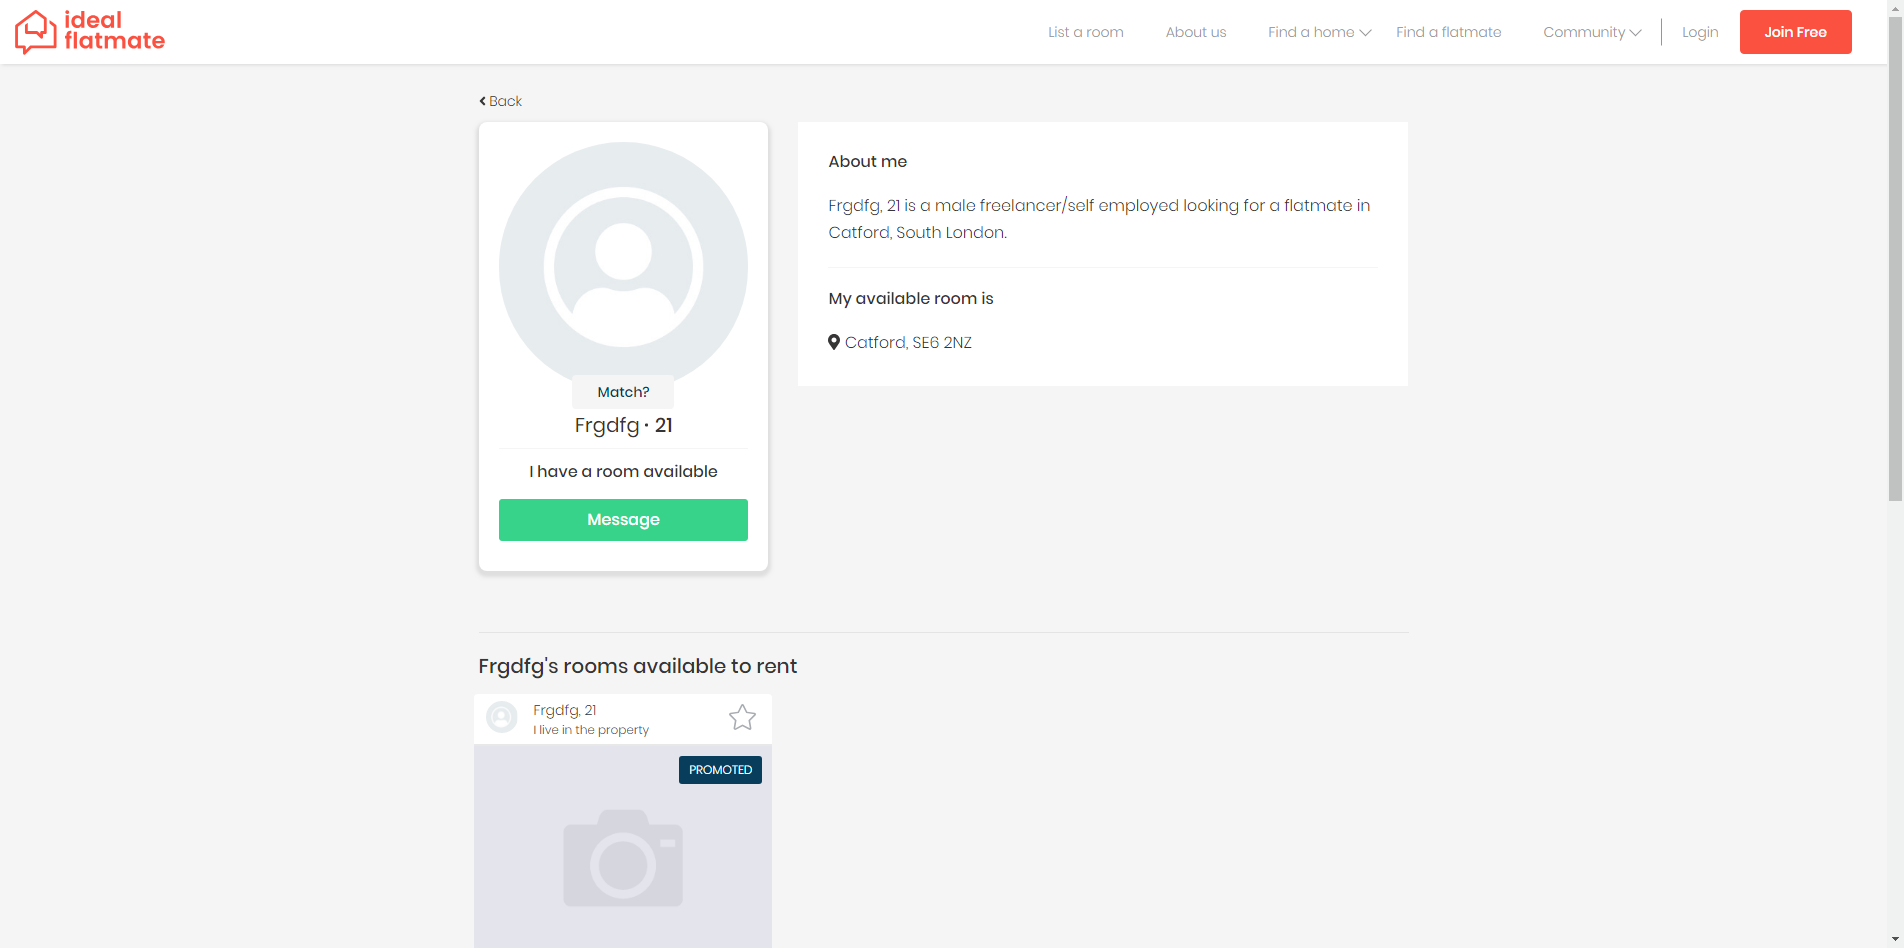 ideal
flatmate
List a room
About us
Find a home
Find a flatmate
Community
Login
Join Free
Back
Match?
Frgdfg · 21
I have a room available
Message
About me
Frgdfg, 21 is a male freelancer/self employed looking for a flatmate in
Catford, South London.
My available room is
Catford, SE6 2NZ
Frgdfg's rooms available to rent
Frgdfg, 21
I live in the property
PROMOTED